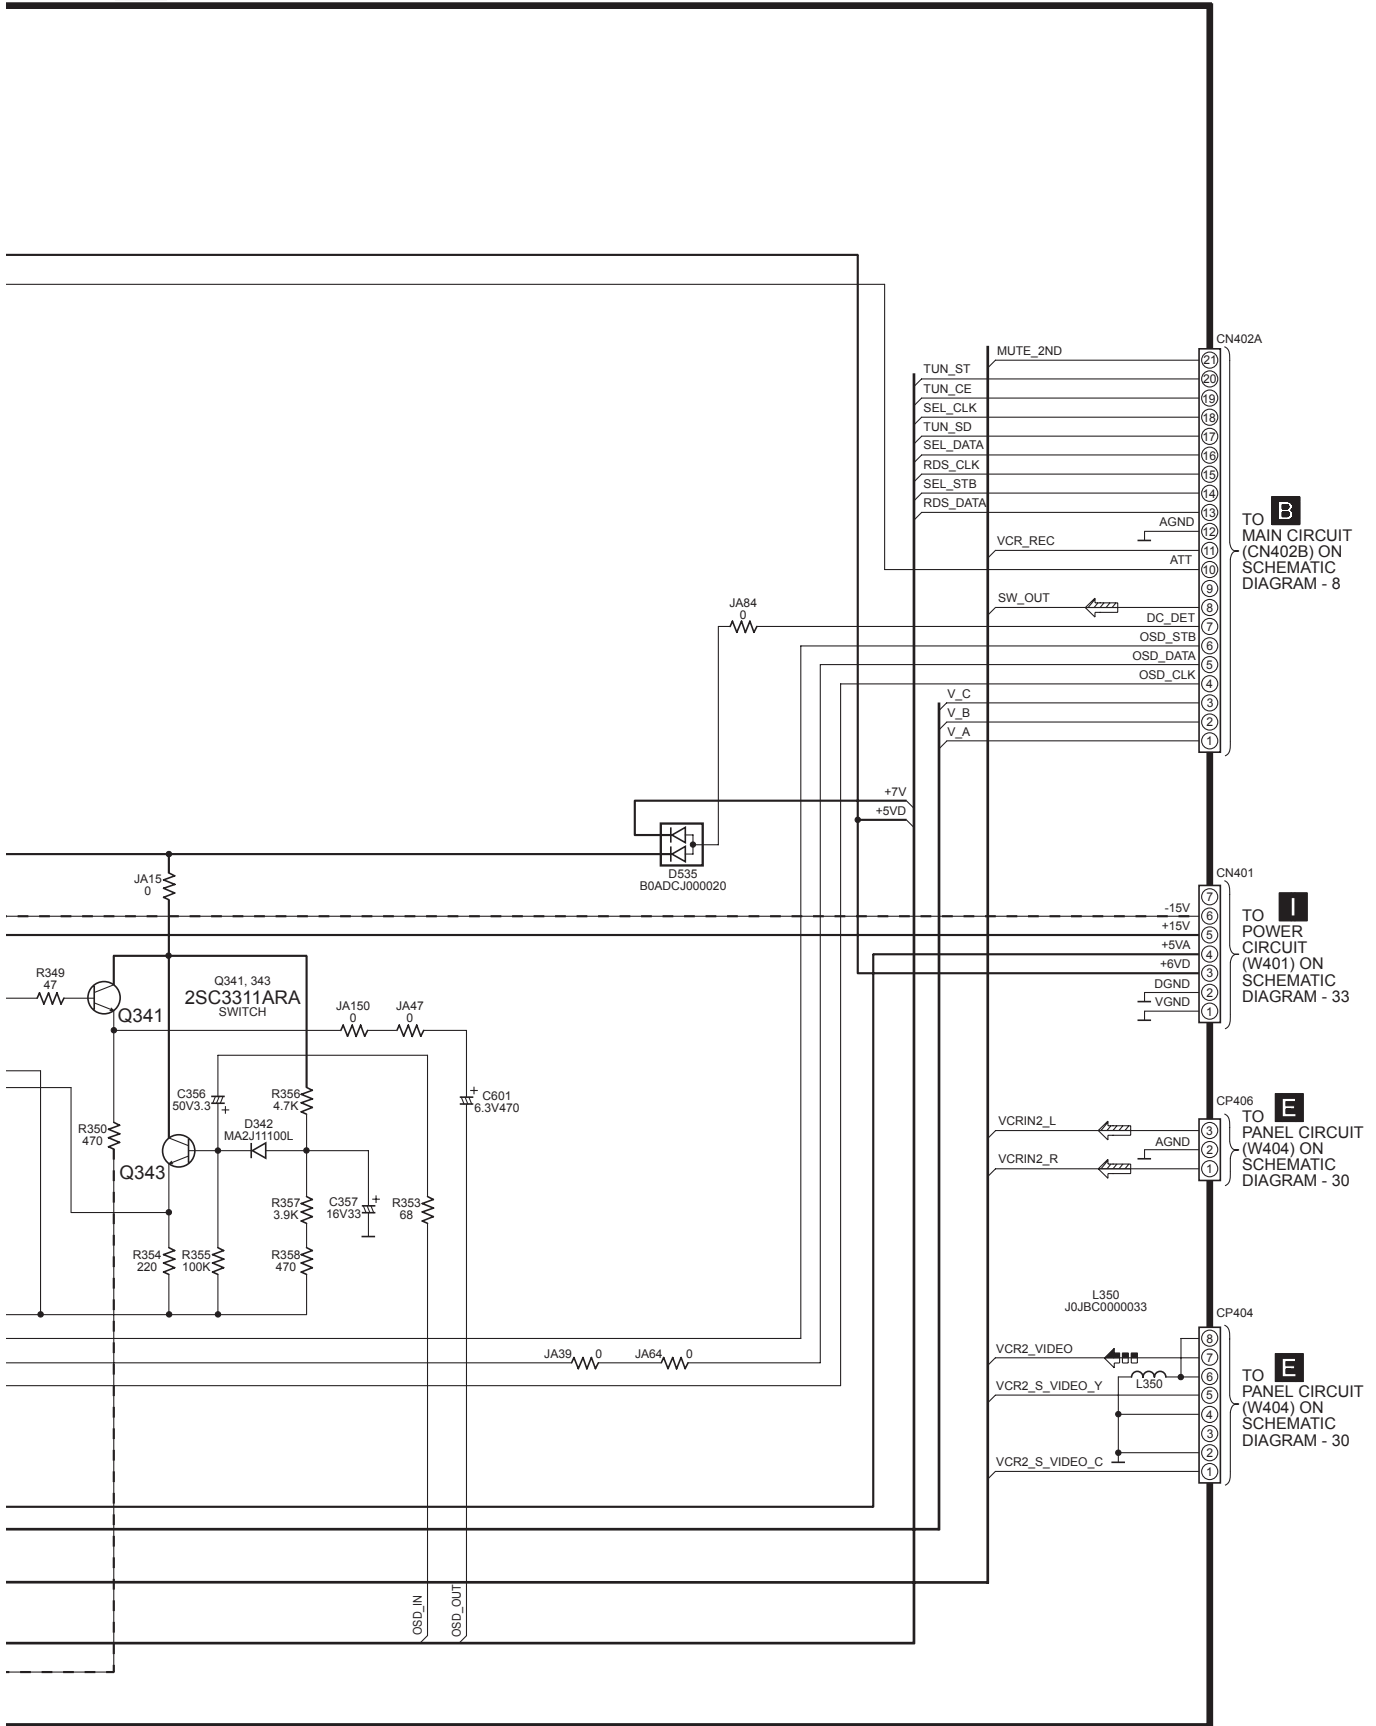 CN402A
MUTE_2ND
21
TUN_ST
20
TUN_CE
19
SEL_CLK
18
TUN_SD
17
SEL_DATA
16
RDS_CLK
15
SEL_STB
14
RDS_DATA
13
AGND
12
VCR_REC
11
ATT
10
9
SW_OUT
8
DC_DET
7
OSD_STB
6
OSD_DATA
5
OSD_CLK
4
V_C
3
V_B
2
V_A
1
TO B
MAIN CIRCUIT
(CN402B) ON
SCHEMATIC
DIAGRAM - 8
JA84
0
+7V
+5VD
D535
B0ADCJ000020
JA15
0
CN401
7
-15V
6
+15V
5
+5VA
4
+6VD
3
DGND
2
VGND
1
TO I
POWER
CIRCUIT
(W401) ON
SCHEMATIC
DIAGRAM - 33
R349
47
Q341
Q341, 343
2SC3311ARA
SWITCH
JA150
0
JA47
0
C356
50V3.3
+
R356
4.7K
+
C601
6.3V470
D342
MA2J11100L
R350
470
Q343
R357
3.9K
C357
16V33
+
R353
68
R354
220
R355
100K
R358
470
CP406
VCRIN2_L
3
AGND
2
VCRIN2_R
1
TO E
PANEL CIRCUIT
(W404) ON
SCHEMATIC
DIAGRAM - 30
L350
J0JBC0000033
CP404
8
VCR2_VIDEO
7
L350
6
VCR2_S_VIDEO_Y
5
4
3
2
VCR2_S_VIDEO_C
1
TO E
PANEL CIRCUIT
(W404) ON
SCHEMATIC
DIAGRAM - 30
JA39
0
JA64
0
OSD_IN
OSD_OUT